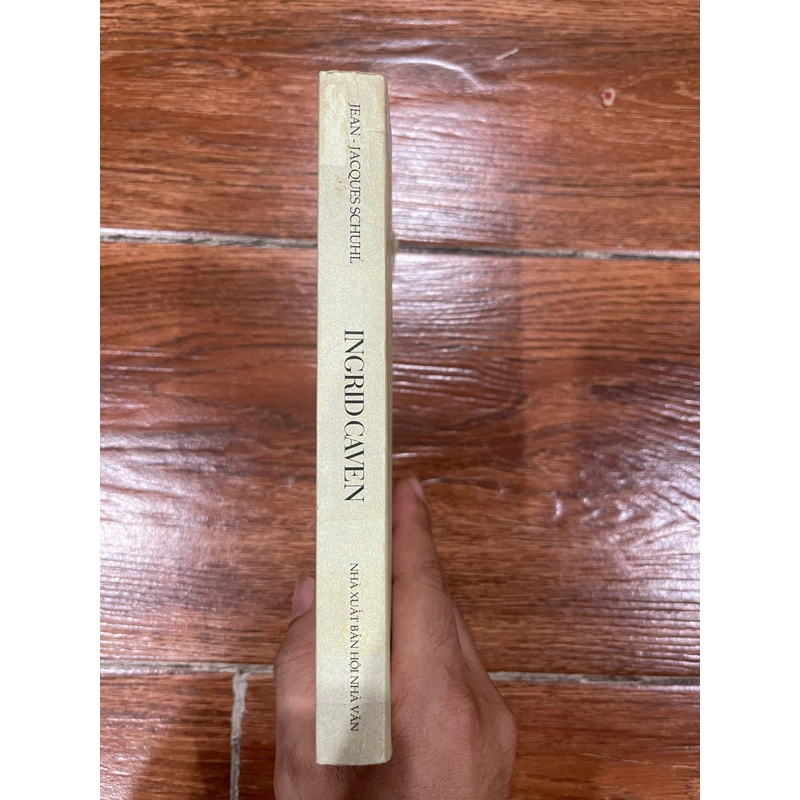 JEAN - JACQUES SCHUHL
INGRID CAVEN
NHÀ XUẤT BẢN HỘI NHÀ VĂN